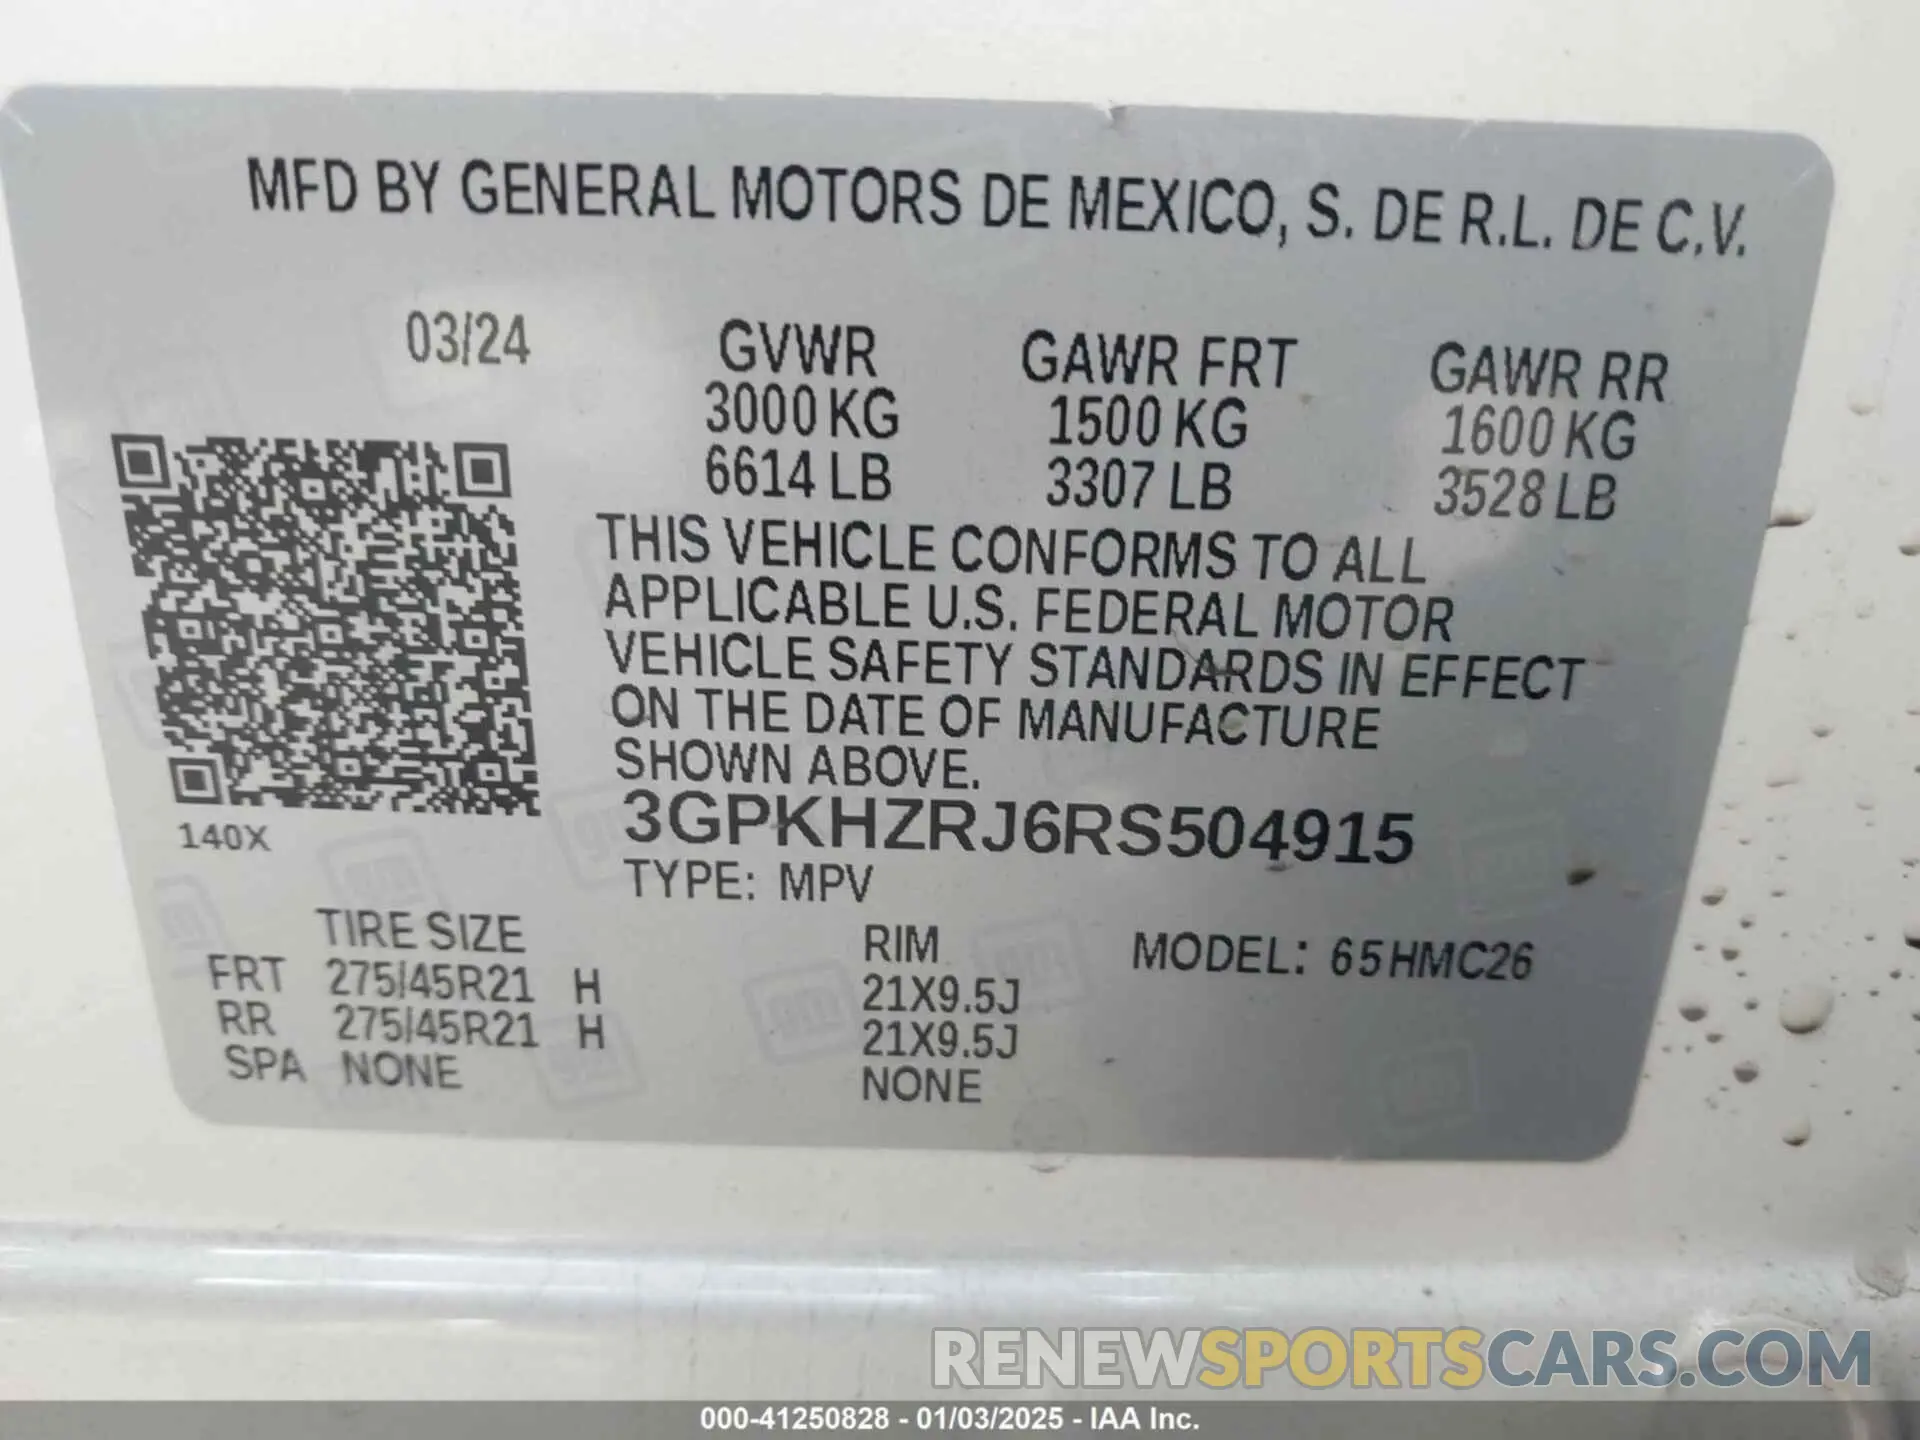 MFD BY GENERAL MOTORS DE MEXICO, S. DE R.L. DE C.V.
03/24 GVWR GAWR FRT GAWR RR
3000 KG 1500 KG 1600 KG
6614 LB 3307 LB 3528 LB
THIS VEHICLE CONFORMS TO ALL
APPLICABLE U.S. FEDERAL MOTOR
VEHICLE SAFETY STANDARDS IN EFFECT
ON THE DATE OF MANUFACTURE
SHOWN ABOVE.
3GPKHZRJ6RS504915
140X
TYPE: MPV
TIRE SIZE RIM MODEL: 65HMC26
FRT 275/45R21 H 21X9.5J
RR 275/45R21 H 21X9.5J
SPA NONE NONE
RENEWSPORTSCARS.COM
000-41250828 - 01/03/2025 - IAA Inc.